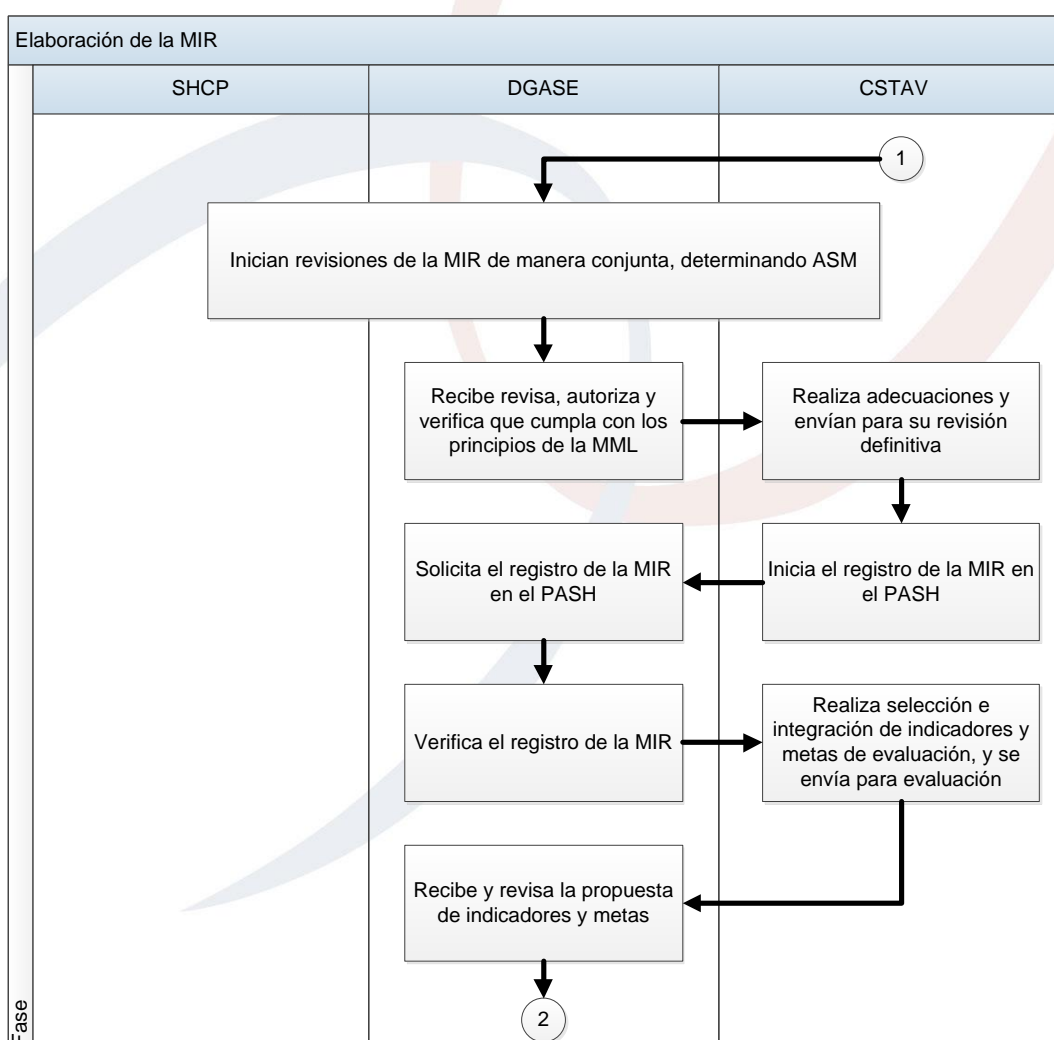 Elaboración de la MIR
SHCP
DGASE
CSTAV
1
Inician revisiones de la MIR de manera conjunta, determinando ASM
Recibe revisa, autoriza y
verifica que cumpla con los
principios de la MML
Realiza adecuaciones y
envían para su revisión
definitiva
Solicita el registro de la MIR
en el PASH
Inicia el registro de la MIR en
el PASH
Verifica el registro de la MIR
Realiza selección e
integración de indicadores y
metas de evaluación, y se
envía para evaluación
Recibe y revisa la propuesta
de indicadores y metas
2
Fase